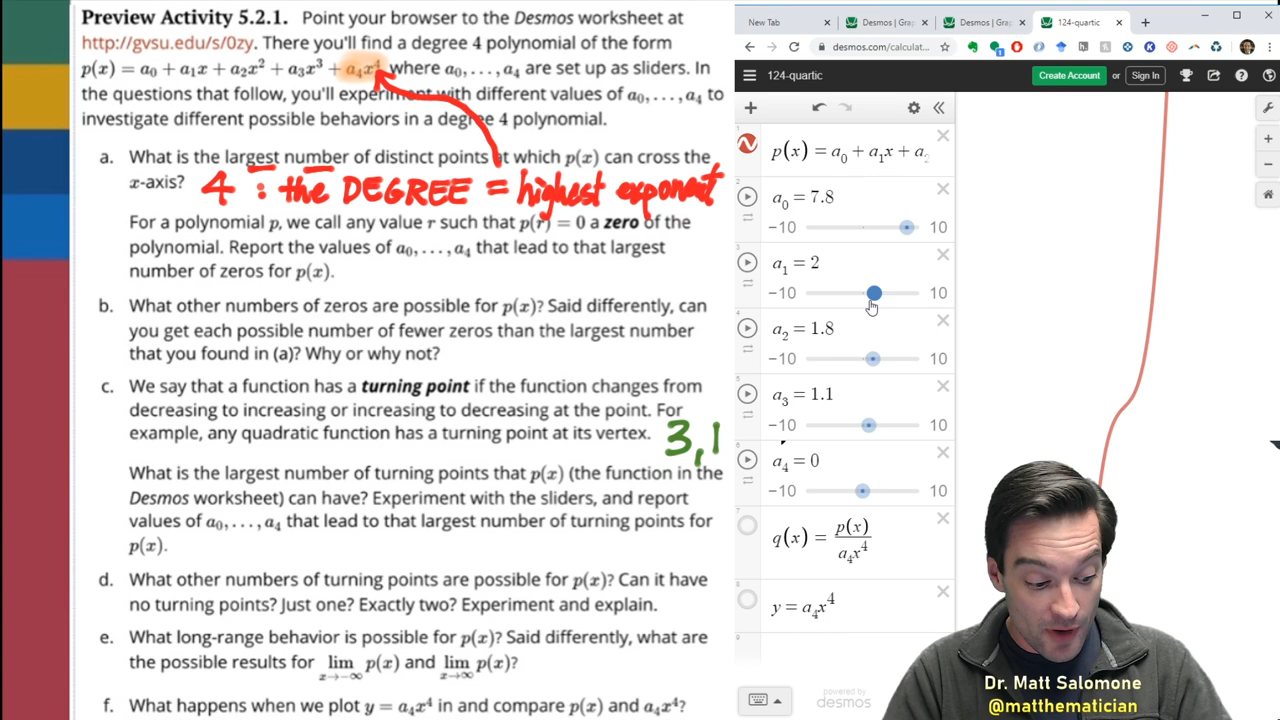 Preview Activity 5.2.1. Point your browser to the Desmos worksheet at
http://gvsu.edu/s/0zy. There you'll find a degree 4 polynomial of the form
p(x) = a₀ + a₁x + a₂x² + a₃x³ + a₄x⁴ where a₀, . . . , a₄ are set up as sliders. In
the questions that follow, you'll experiment with different values of a₀, . . . , a₄ to
investigate different possible behaviors in a degree 4 polynomial.
a. What is the largest number of distinct points at which p(x) can cross the
x-axis?
4 : the DEGREE = highest exponent
For a polynomial p, we call any value r such that p(r) = 0 a zero of the
polynomial. Report the values of a₀, . . . , a₄ that lead to that largest
number of zeros for p(x).
b. What other numbers of zeros are possible for p(x)? Said differently, can
you get each possible number of fewer zeros than the largest number
that you found in (a)? Why or why not?
c. We say that a function has a turning point if the function changes from
decreasing to increasing or increasing to decreasing at the point. For
example, any quadratic function has a turning point at its vertex.
3,1
What is the largest number of turning points that p(x) (the function in the
Desmos worksheet) can have? Experiment with the sliders, and report
values of a₀, . . . , a₄ that lead to that largest number of turning points for
p(x).
d. What other numbers of turning points are possible for p(x)? Can it have
no turning points? Just one? Exactly two? Experiment and explain.
e. What long-range behavior is possible for p(x)? Said differently, what are
the possible results for lim x→−∞ p(x) and lim x→∞ p(x)?
f. What happens when we plot y = a₄x⁴ in and compare p(x) and a₄x⁴?
New Tab
Desmos | Gra
Desmos | Gra
124-quartic
desmos.com/calculat...
124-quartic
Create Account
or
Sign In
1
p(x) = a₀ + a₁x + a₂
2
a₀ = 7.8
−10
10
3
a₁ = 2
−10
10
4
a₂ = 1.8
−10
10
5
a₃ = 1.1
−10
10
6
a₄ = 0
−10
10
7
q(x) = p(x) / a₄x⁴
8
y = a₄x⁴
9
powered by
desmos
Dr. Matt Salomone
@matthematician